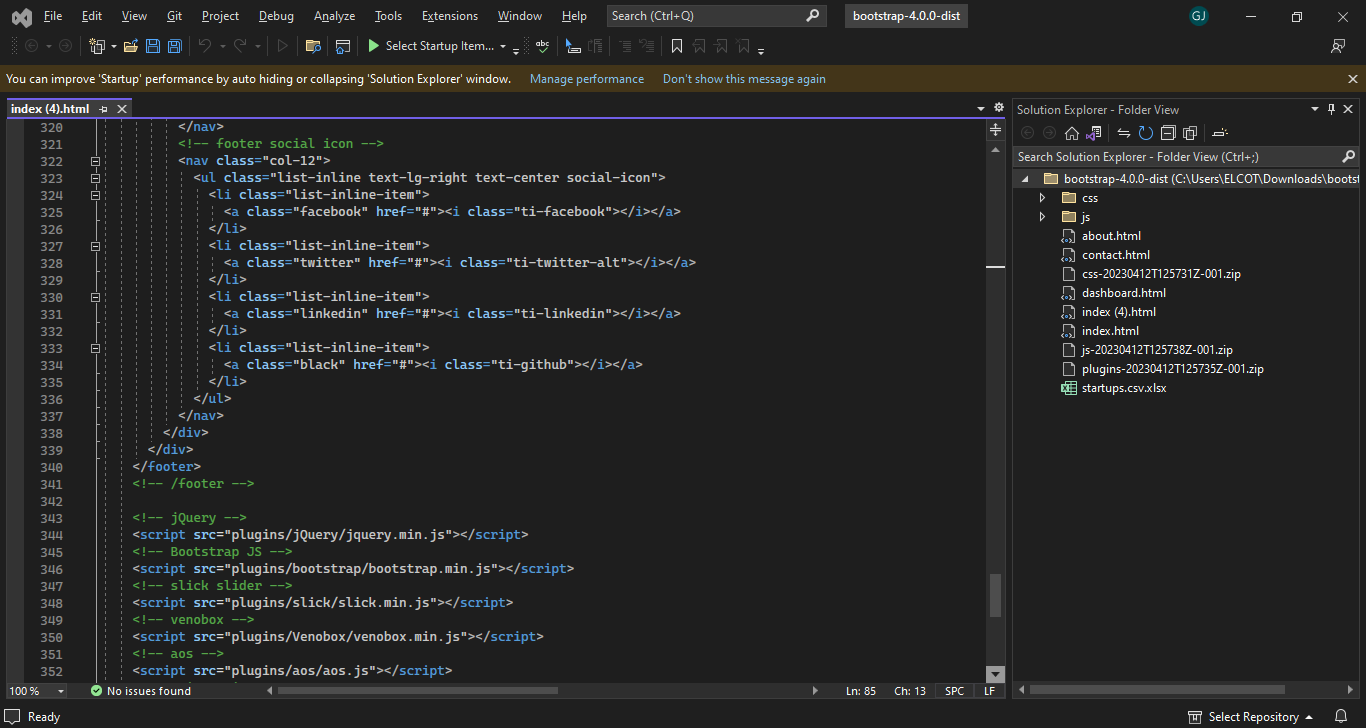 File Edit View Git Project Debug Analyze Tools Extensions Window Help Search (Ctrl+Q) bootstrap-4.0.0-dist GJ
Select Startup Item...
You can improve 'Startup' performance by auto hiding or collapsing 'Solution Explorer' window. Manage performance Don't show this message again
index (4).html
320 </nav>
321 <!-- footer social icon -->
322 <nav class="col-12">
323 <ul class="list-inline text-lg-right text-center social-icon">
324 <li class="list-inline-item">
325 <a class="facebook" href="#"><i class="ti-facebook"></i></a>
326 </li>
327 <li class="list-inline-item">
328 <a class="twitter" href="#"><i class="ti-twitter-alt"></i></a>
329 </li>
330 <li class="list-inline-item">
331 <a class="linkedin" href="#"><i class="ti-linkedin"></i></a>
332 </li>
333 <li class="list-inline-item">
334 <a class="black" href="#"><i class="ti-github"></i></a>
335 </li>
336 </ul>
337 </nav>
338 </div>
339 </div>
340 </footer>
341 <!-- /footer -->
342
343 <!-- jQuery -->
344 <script src="plugins/jQuery/jquery.min.js"></script>
345 <!-- Bootstrap JS -->
346 <script src="plugins/bootstrap/bootstrap.min.js"></script>
347 <!-- slick slider -->
348 <script src="plugins/slick/slick.min.js"></script>
349 <!-- venobox -->
350 <script src="plugins/Venobox/venobox.min.js"></script>
351 <!-- aos -->
352 <script src="plugins/aos/aos.js"></script>
100 % No issues found Ln: 85 Ch: 13 SPC LF
Solution Explorer - Folder View
Search Solution Explorer - Folder View (Ctrl+;)
bootstrap-4.0.0-dist (C:\Users\ELCOT\Downloads\bootst
css
js
about.html
contact.html
css-20230412T125731Z-001.zip
dashboard.html
index (4).html
index.html
js-20230412T125738Z-001.zip
plugins-20230412T125735Z-001.zip
startups.csv.xlsx
Ready Select Repository